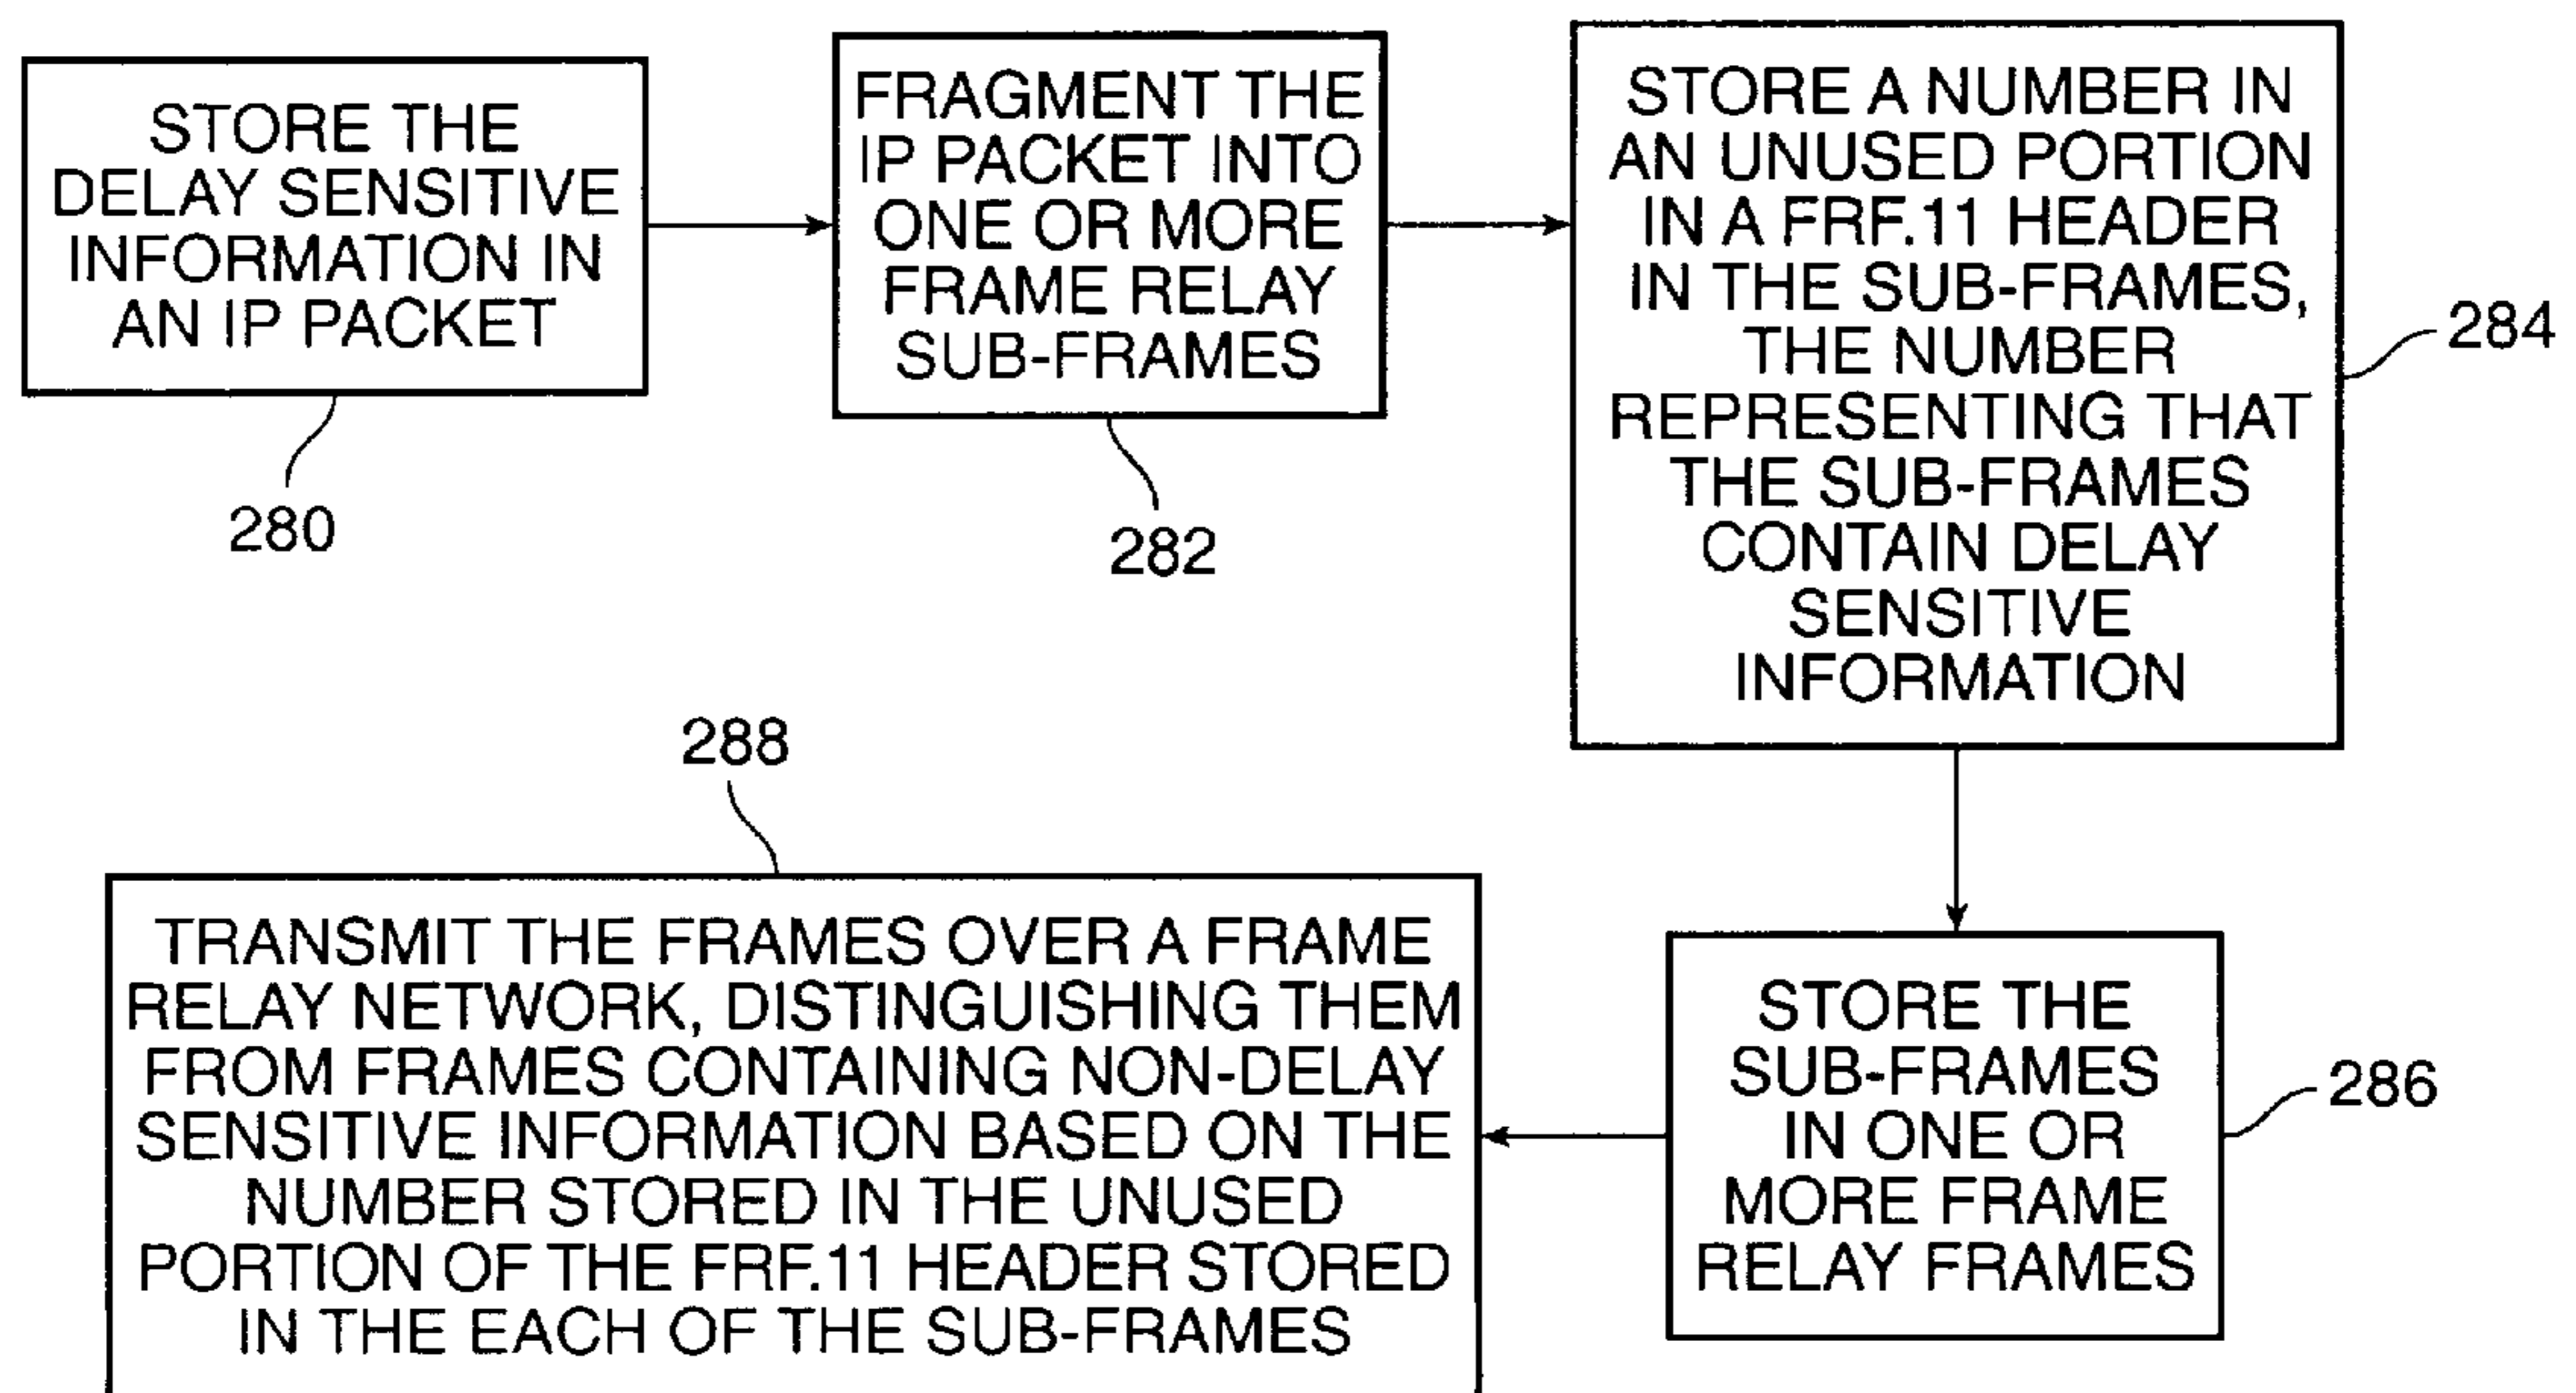 STORE THE
DELAY SENSITIVE
INFORMATION IN
AN IP PACKET
280
FRAGMENT THE
IP PACKET INTO
ONE OR MORE
FRAME RELAY
SUB-FRAMES
282
STORE A NUMBER IN
AN UNUSED PORTION
IN A FRF.11 HEADER
IN THE SUB-FRAMES,
THE NUMBER
REPRESENTING THAT
THE SUB-FRAMES
CONTAIN DELAY
SENSITIVE
INFORMATION
284
STORE THE
SUB-FRAMES
IN ONE OR
MORE FRAME
RELAY FRAMES
286
288
TRANSMIT THE FRAMES OVER A FRAME
RELAY NETWORK, DISTINGUISHING THEM
FROM FRAMES CONTAINING NON-DELAY
SENSITIVE INFORMATION BASED ON THE
NUMBER STORED IN THE UNUSED
PORTION OF THE FRF.11 HEADER STORED
IN THE EACH OF THE SUB-FRAMES